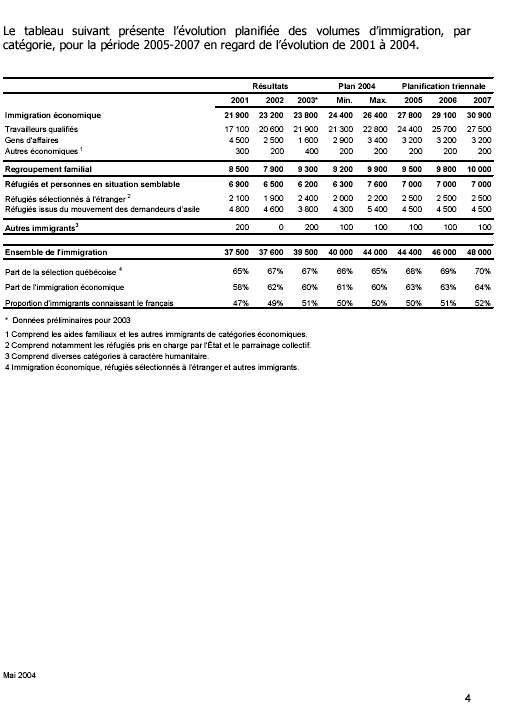 Le tableau suivant présente l'évolution planifiée des volumes d'immigration, par
catégorie, pour la période 2005-2007 en regard de l'évolution de 2001 à 2004.
Résultats Plan 2004 Planification triennale
2001 2002 2003* Min. Max. 2005 2006 2007
Immigration économique 21 900 23 200 23 800 24 400 26 400 27 800 29 100 30 900
Travailleurs qualifiés 17 100 20 600 21 900 21 300 22 800 24 400 25 700 27 500
Gens d'affaires 4 500 2 500 1 600 2 900 3 400 3 200 3 200 3 200
Autres économiques 1 300 200 400 200 200 200 200 200
Regroupement familial 8 500 7 900 9 300 9 200 9 900 9 500 9 800 10 000
Réfugiés et personnes en situation semblable 6 900 6 500 6 200 6 300 7 600 7 000 7 000 7 000
Réfugiés sélectionnés à l'étranger 2 2 100 1 900 2 400 2 000 2 200 2 500 2 500 2 500
Réfugiés issus du mouvement des demandeurs d'asile 4 800 4 600 3 800 4 300 5 400 4 500 4 500 4 500
Autres immigrants3 200 0 200 100 100 100 100 100
Ensemble de l'immigration 37 500 37 600 39 500 40 000 44 000 44 400 46 000 48 000
Part de la sélection québécoise 4 65% 67% 67% 66% 65% 68% 69% 70%
Part de l'immigration économique 58% 62% 60% 61% 60% 63% 63% 64%
Proportion d'immigrants connaissant le français 47% 49% 51% 50% 50% 50% 51% 52%
* Données préliminaires pour 2003
1 Comprend les aides familiaux et les autres immigrants de catégories économiques.
2 Comprend notamment les réfugiés pris en charge par l'État et le parrainage collectif.
3 Comprend diverses catégories à caractère humanitaire.
4 Immigration économique, réfugiés sélectionnés à l'étranger et autres immigrants.
Mai 2004
4